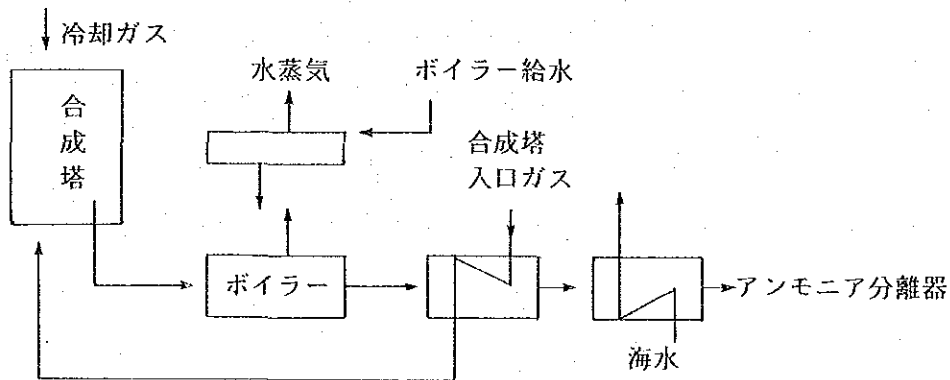 冷却ガス
合成塔
水蒸気
ボイラー給水
合成塔
入口ガス
ボイラー
アンモニア分離器
海水